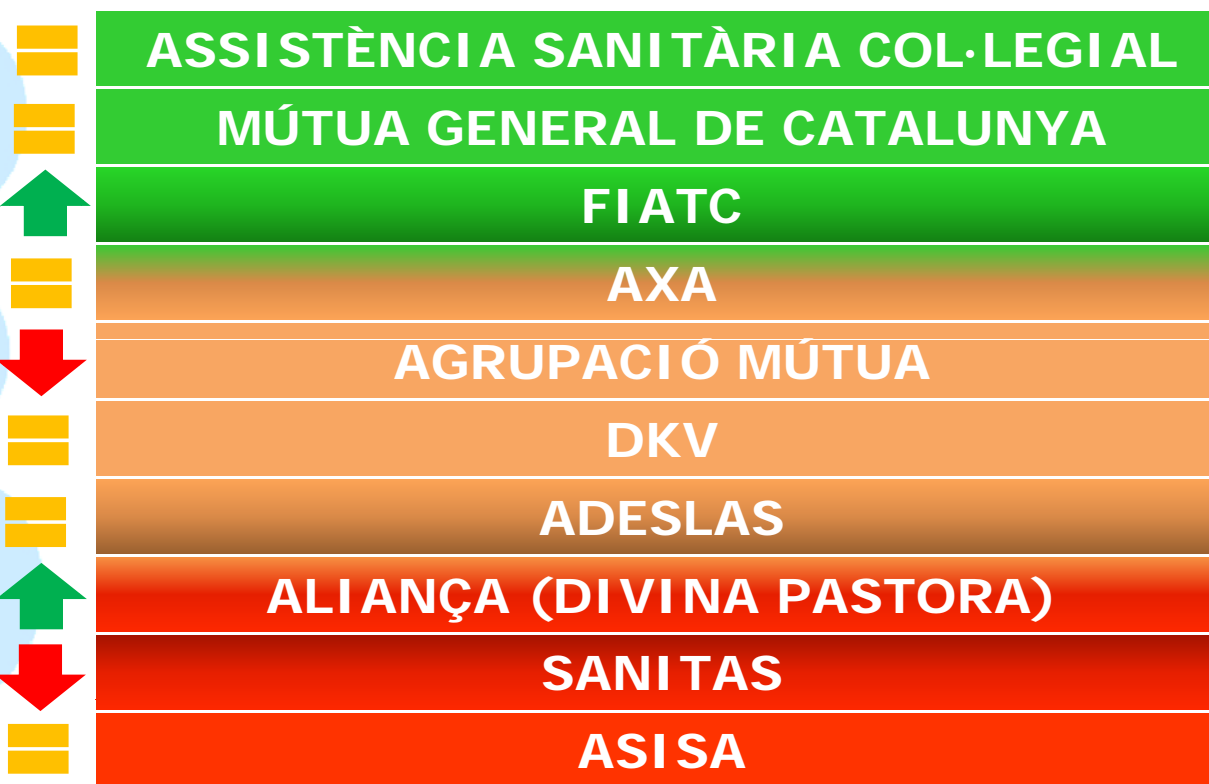 ASSISTÈNCIA SANITÀRIA COL·LEGIAL
MÚTUA GENERAL DE CATALUNYA
FIATC
AXA
AGRUPACIÓ MÚTUA
DKV
ADESLAS
ALIANÇA (DIVINA PASTORA)
SANITAS
ASISA